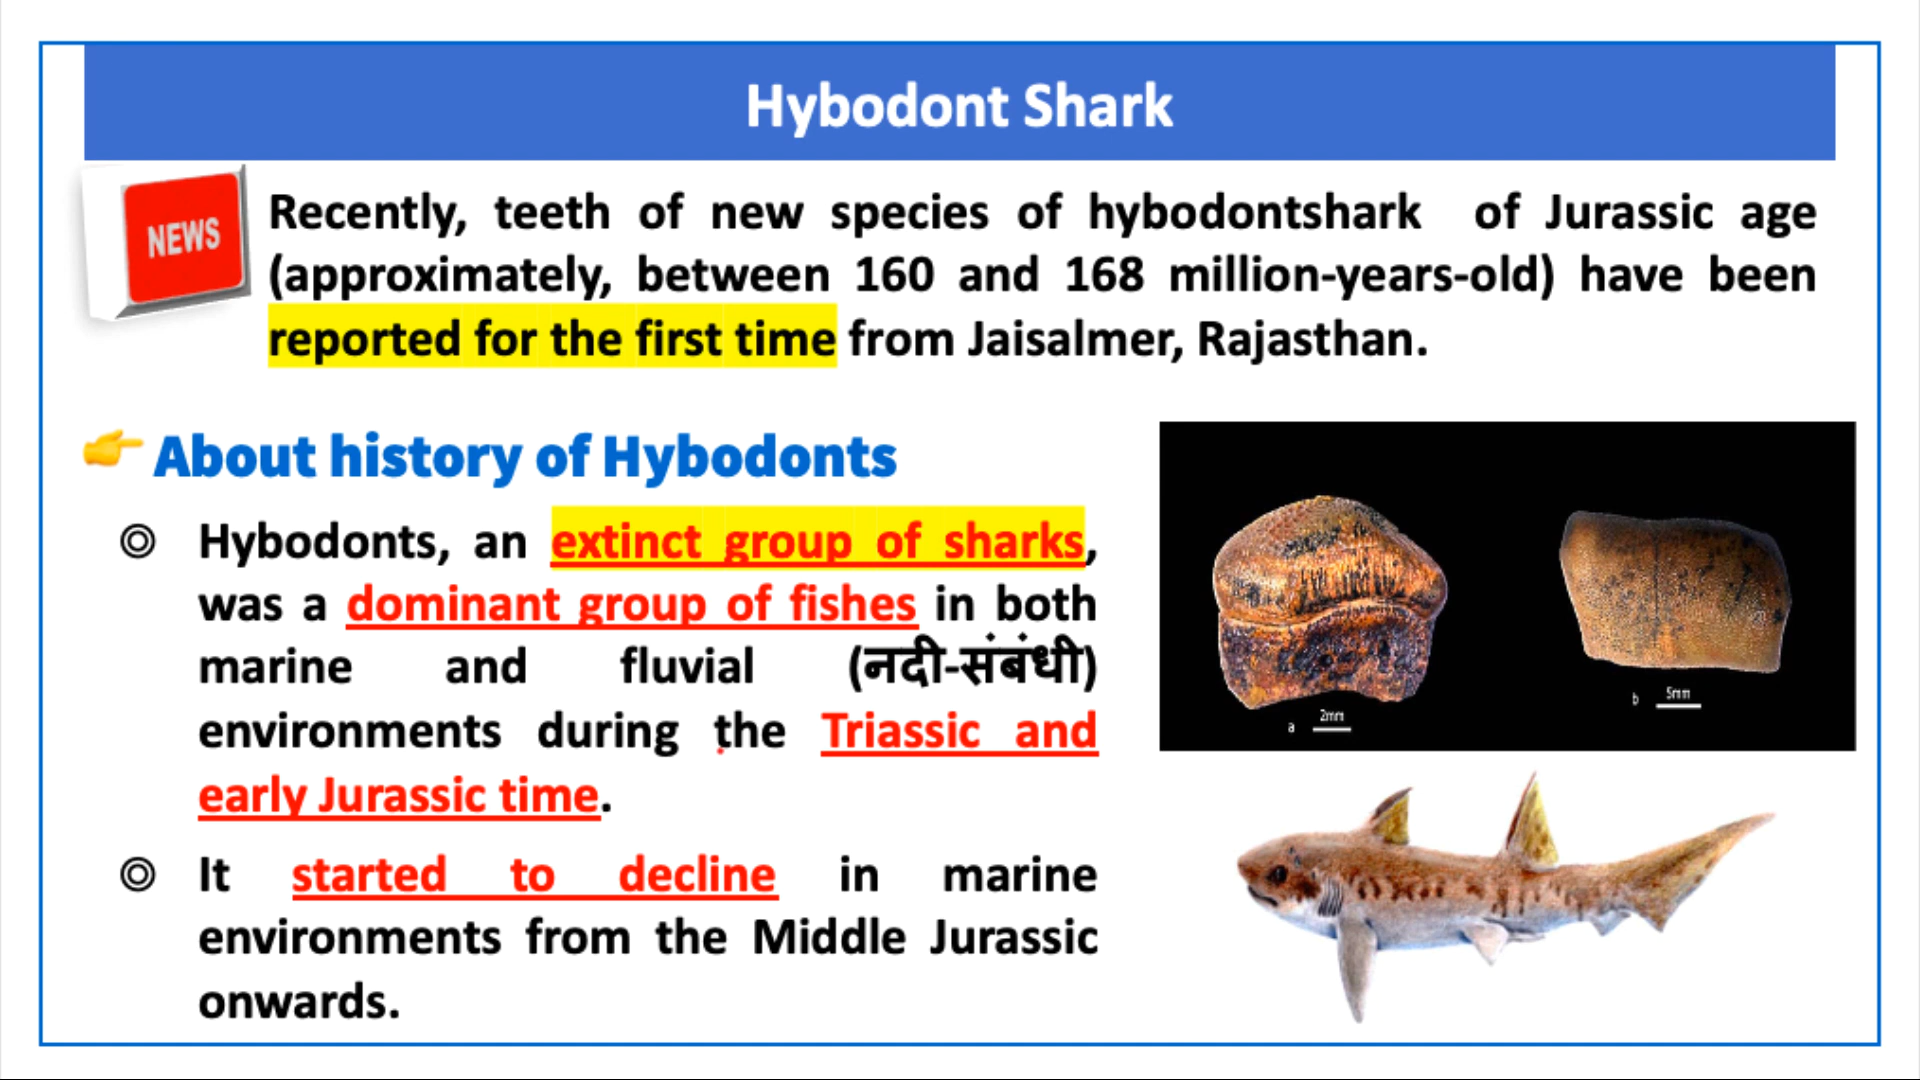 Hybodont Shark
NEWS
Recently, teeth of new species of hybodontshark of Jurassic age
(approximately, between 160 and 168 million-years-old) have been
reported for the first time from Jaisalmer, Rajasthan.
About history of Hybodonts
Hybodonts, an extinct group of sharks,
was a dominant group of fishes in both
marine and fluvial (नदी-संबंधी)
environments during the Triassic and
early Jurassic time.
It started to decline in marine
environments from the Middle Jurassic
onwards.
a 2mm
b 5mm